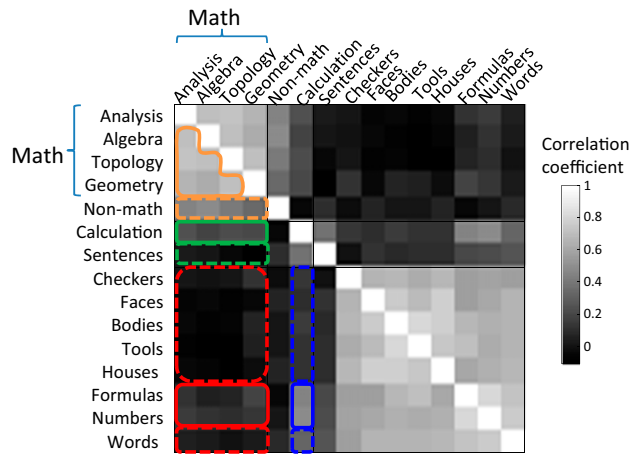 Math
Analysis
Algebra
Topology
Geometry
Non-math
Calculation
Sentences
Checkers
Faces
Bodies
Tools
Houses
Formulas
Numbers
Words
Math
Analysis
Algebra
Topology
Geometry
Non-math
Calculation
Sentences
Checkers
Faces
Bodies
Tools
Houses
Formulas
Numbers
Words
Correlation
coefficient
1
0.8
0.6
0.4
0.2
0